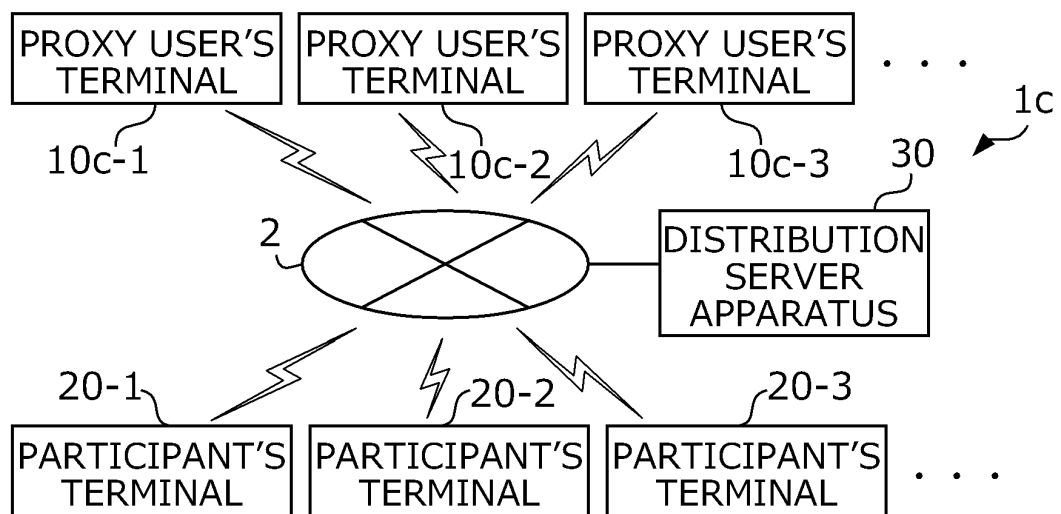 PROXY USER'S
TERMINAL
PROXY USER'S
TERMINAL
PROXY USER'S
TERMINAL
. . .
10c-1
10c-2
10c-3
1c
30
2
DISTRIBUTION
SERVER
APPARATUS
20-1
20-2
20-3
PARTICIPANT'S
TERMINAL
PARTICIPANT'S
TERMINAL
PARTICIPANT'S
TERMINAL
. . .